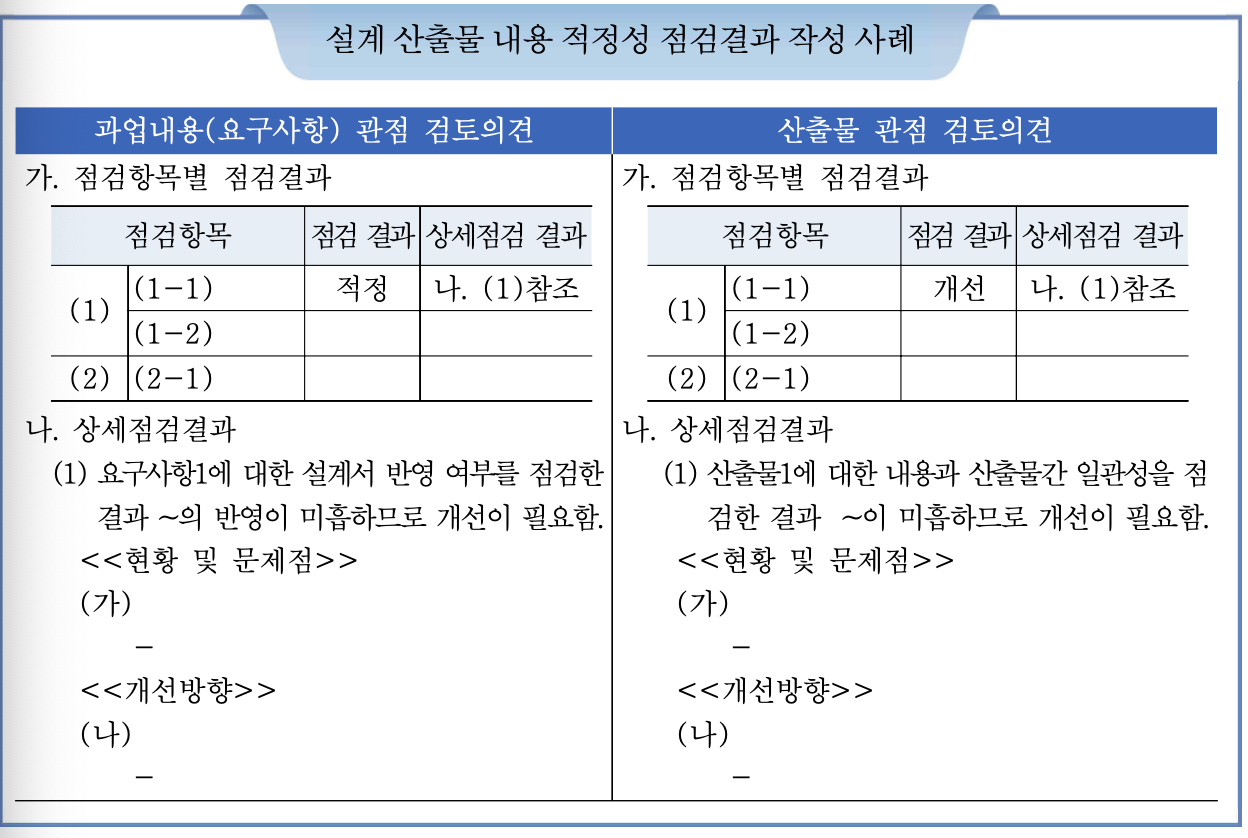 설계 산출물 내용 적정성 점검결과 작성 사례
과업내용(요구사항) 관점 검토의견
가. 점검항목별 점검결과
점검항목 점검 결과 상세점검 결과
(1) (1-1) 적정 나. (1)참조
(1-2)
(2) (2-1)
나. 상세점검결과
(1) 요구사항1에 대한 설계서 반영 여부를 점검한
결과 ~의 반영이 미흡하므로 개선이 필요함.
<<현황 및 문제점>>
(가)
-
<<개선방향>>
(나)
-
산출물 관점 검토의견
가. 점검항목별 점검결과
점검항목 점검 결과 상세점검 결과
(1) (1-1) 개선 나. (1)참조
(1-2)
(2) (2-1)
나. 상세점검결과
(1) 산출물1에 대한 내용과 산출물간 일관성을 점
검한 결과 ~이 미흡하므로 개선이 필요함.
<<현황 및 문제점>>
(가)
-
<<개선방향>>
(나)
-